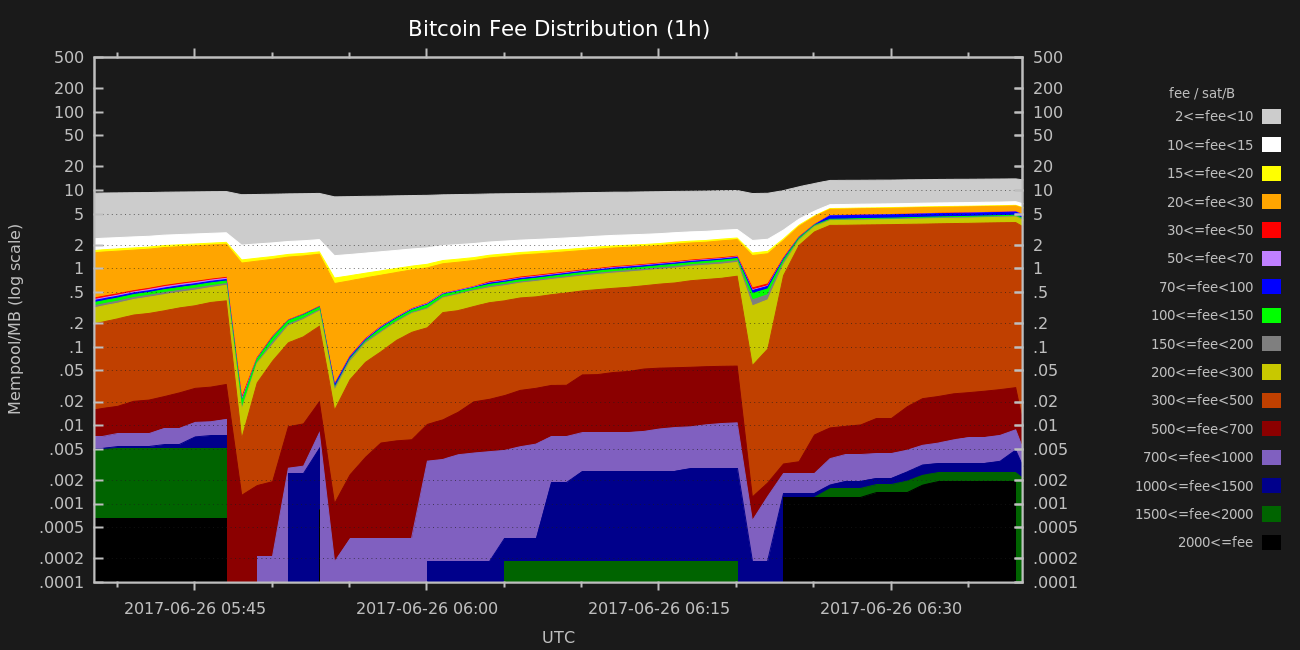 Bitcoin Fee Distribution (1h)
Mempool/MB (log scale)
500
200
100
50
20
10
5
2
1
.5
.2
.1
.05
.02
.01
.005
.002
.001
.0005
.0002
.0001
500
200
100
50
20
10
5
2
1
.5
.2
.1
.05
.02
.01
.005
.002
.001
.0005
.0002
.0001
2017-06-26 05:45
2017-06-26 06:00
2017-06-26 06:15
2017-06-26 06:30
UTC
fee / sat/B
2<=fee<10
10<=fee<15
15<=fee<20
20<=fee<30
30<=fee<50
50<=fee<70
70<=fee<100
100<=fee<150
150<=fee<200
200<=fee<300
300<=fee<500
500<=fee<700
700<=fee<1000
1000<=fee<1500
1500<=fee<2000
2000<=fee